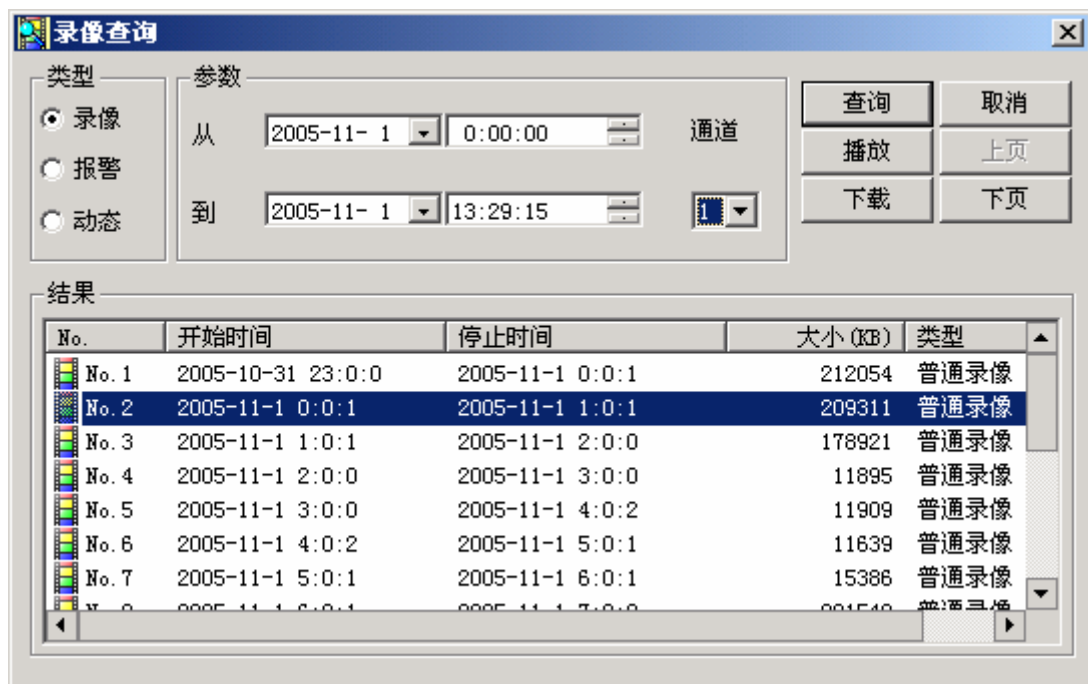 录像查询
类型
录像
报警
动态
参数
从 2005-11- 1 0:00:00 通道
到 2005-11- 1 13:29:15 1
查询 取消
播放 上页
下载 下页
结果
No. 开始时间 停止时间 大小(KB) 类型
No. 1 2005-10-31 23:0:0 2005-11-1 0:0:1 212054 普通录像
No. 2 2005-11-1 0:0:1 2005-11-1 1:0:1 209311 普通录像
No. 3 2005-11-1 1:0:1 2005-11-1 2:0:0 178921 普通录像
No. 4 2005-11-1 2:0:0 2005-11-1 3:0:0 11895 普通录像
No. 5 2005-11-1 3:0:0 2005-11-1 4:0:2 11909 普通录像
No. 6 2005-11-1 4:0:2 2005-11-1 5:0:1 11639 普通录像
No. 7 2005-11-1 5:0:1 2005-11-1 6:0:1 15386 普通录像